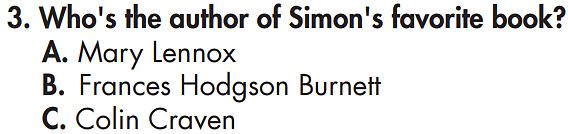 3. Who's the author of Simon's favorite book?
A. Mary Lennox
B. Frances Hodgson Burnett
C. Colin Craven